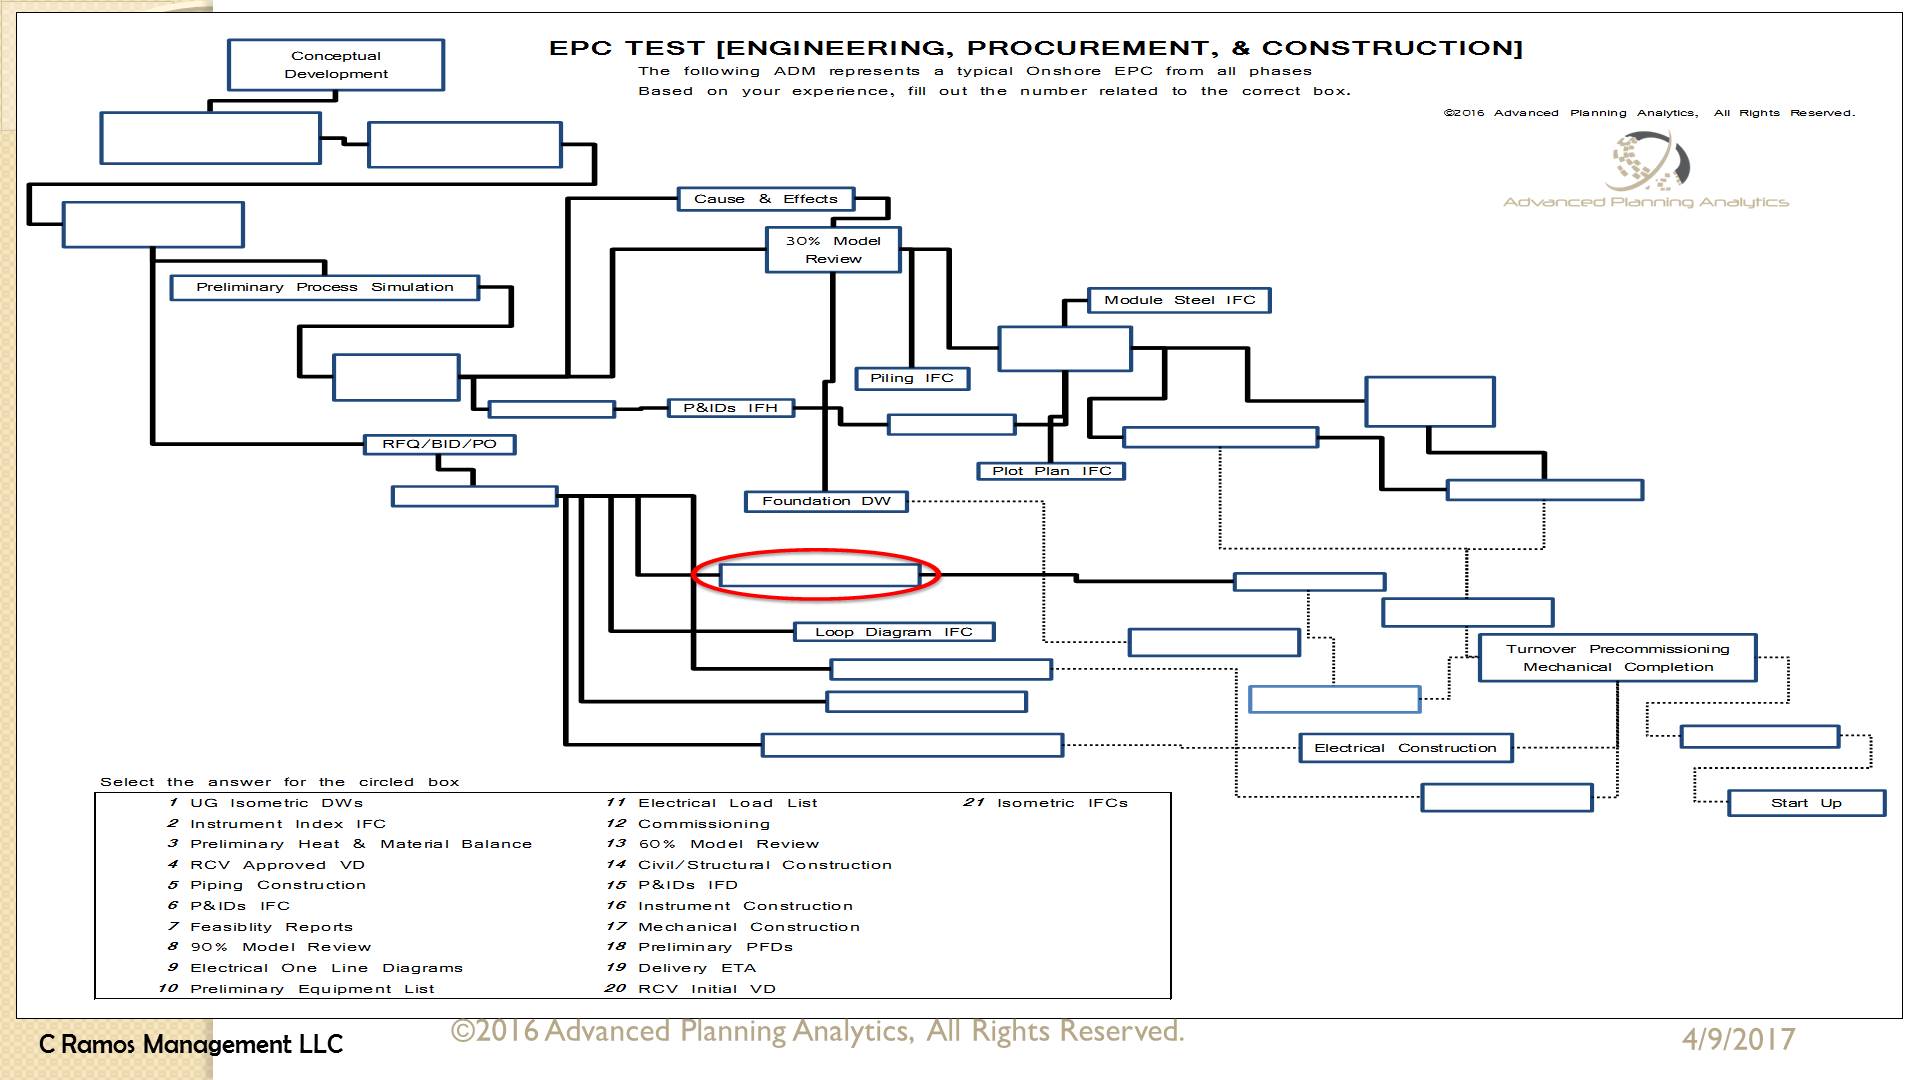 EPC TEST [ENGINEERING, PROCUREMENT, & CONSTRUCTION]
The following ADM represents a typical Onshore EPC from all phases
Based on your experience, fill out the number related to the correct box.
©2016 Advanced Planning Analytics, All Rights Reserved.
Advanced Planning Analytics
Conceptual
Development
Cause & Effects
30% Model
Review
Preliminary Process Simulation
Module Steel IFC
Piling IFC
P&IDs IFH
RFQ/BID/PO
Plot Plan IFC
Foundation DW
Loop Diagram IFC
Turnover Precommissioning
Mechanical Completion
Electrical Construction
Start Up
Select the answer for the circled box
1 UG Isometric DWs
2 Instrument Index IFC
3 Preliminary Heat & Material Balance
4 RCV Approved VD
5 Piping Construction
6 P&IDs IFC
7 Feasiblity Reports
8 90% Model Review
9 Electrical One Line Diagrams
10 Preliminary Equipment List
11 Electrical Load List
12 Commissioning
13 60% Model Review
14 Civil/Structural Construction
15 P&IDs IFD
16 Instrument Construction
17 Mechanical Construction
18 Preliminary PFDs
19 Delivery ETA
20 RCV Initial VD
21 Isometric IFCs
C Ramos Management LLC
©2016 Advanced Planning Analytics, All Rights Reserved.
4/9/2017